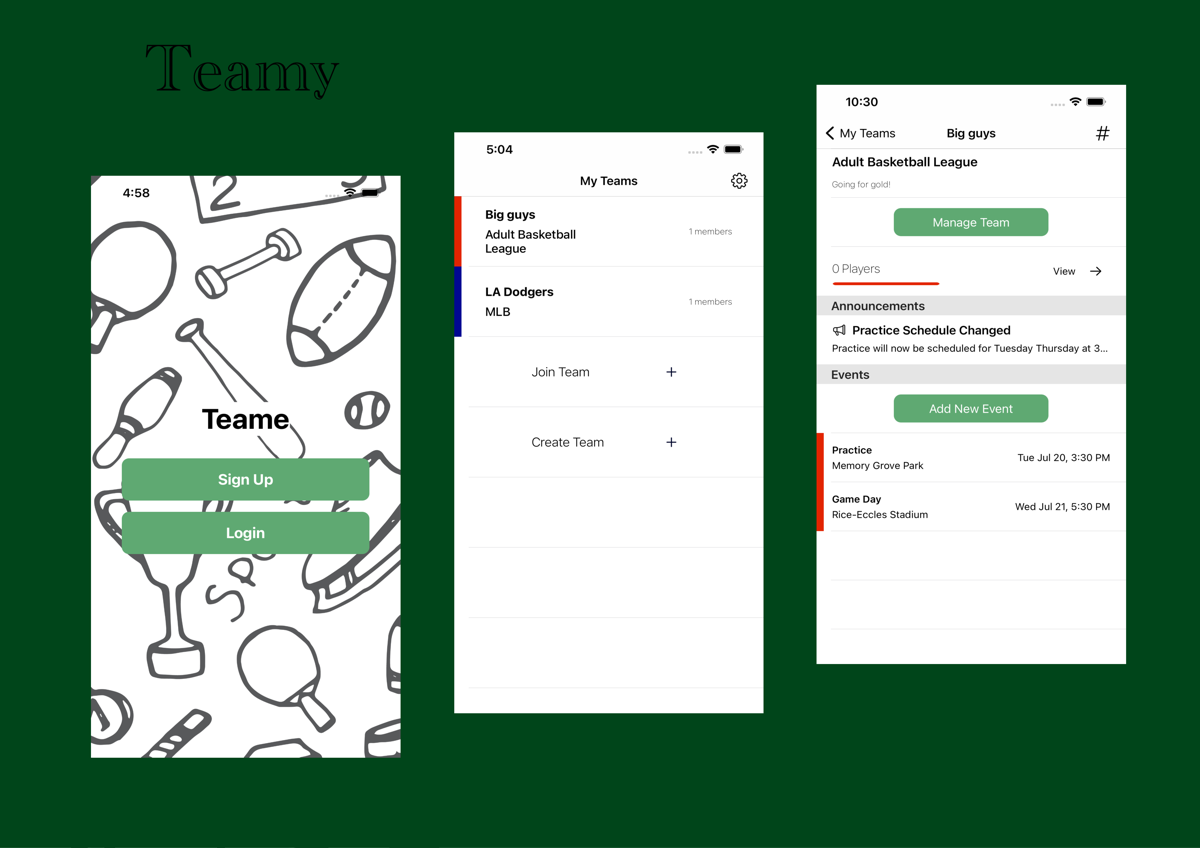 Teamy
4:58
2
5
Teame
Sign Up
Login
5:04
My Teams
Big guys
Adult Basketball
League
1 members
LA Dodgers
MLB
1 members
Join Team +
Create Team +
10:30
My Teams Big guys #
Adult Basketball League
Going for gold!
Manage Team
0 Players View →
Announcements
Practice Schedule Changed
Practice will now be scheduled for Tuesday Thursday at 3...
Events
Add New Event
Practice
Memory Grove Park
Tue Jul 20, 3:30 PM
Game Day
Rice-Eccles Stadium
Wed Jul 21, 5:30 PM